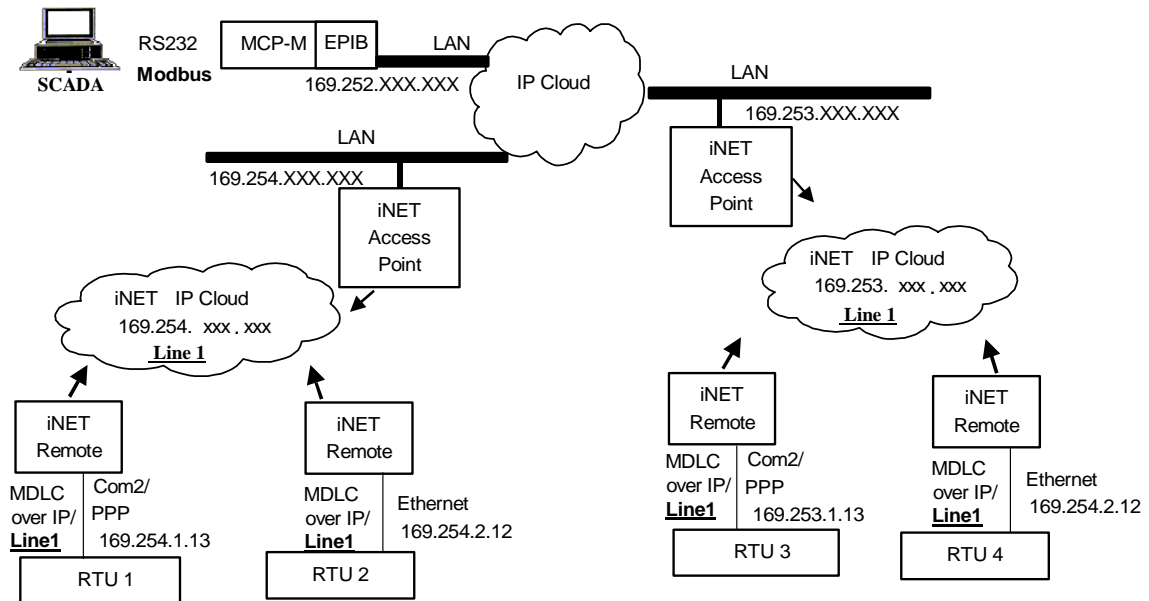 SCADA
RS232
Modbus
MCP-M
EPIB
LAN
169.252.XXX.XXX
IP Cloud
LAN
169.253.XXX.XXX
iNET
Access
Point
LAN
169.254.XXX.XXX
iNET
Access
Point
iNET IP Cloud
169.254. xxx . xxx
Line 1
iNET IP Cloud
169.253. xxx . xxx
Line 1
iNET
Remote
MDLC
over IP/
Line1
Com2/
PPP
169.254.1.13
RTU 1
iNET
Remote
MDLC
over IP/
Line1
Ethernet
169.254.2.12
RTU 2
iNET
Remote
MDLC
over IP/
Line1
Com2/
PPP
169.253.1.13
RTU 3
iNET
Remote
MDLC
over IP/
Line1
Ethernet
169.254.2.12
RTU 4